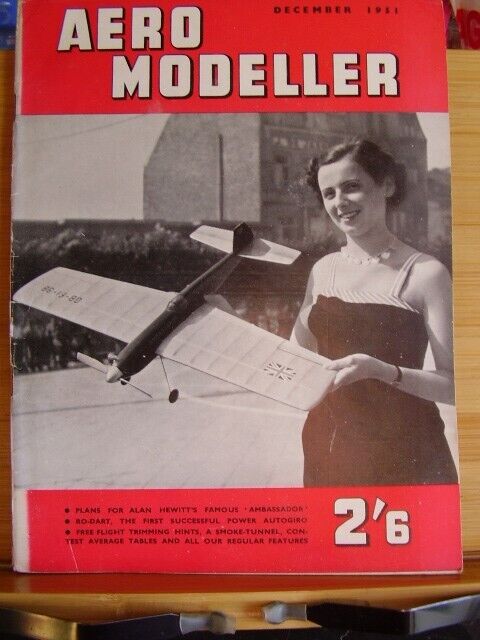 DECEMBER 1951
AERO
MODELLER
● PLANS FOR ALAN HEWITT'S FAMOUS 'AMBASSADOR'
● RO-DART, THE FIRST SUCCESSFUL POWER AUTOGIRO
● FREE-FLIGHT TRIMMING HINTS, A SMOKE-TUNNEL, CON-
TEST AVERAGE TABLES AND ALL OUR REGULAR FEATURES
2'6